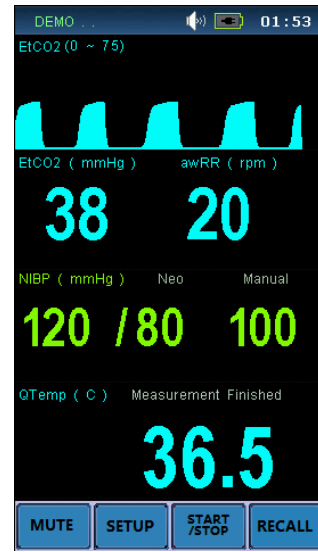 DEMO . . 01:53
EtCO2 (0 ~ 75)
EtCO2 ( mmHg ) awRR ( rpm )
38 20
NIBP ( mmHg ) Neo Manual
120 / 80 100
QTemp ( C ) Measurement Finished
36.5
MUTE SETUP START /STOP RECALL